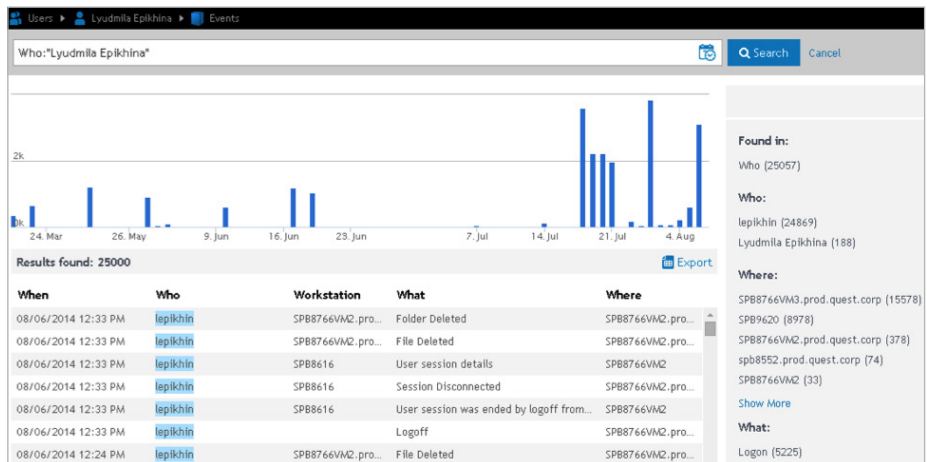 Users ▸ Lyudmila Epikhina ▸ Events
Who:"Lyudmila Epikhina"
Search Cancel
2k
0k
24. Mar 26. May 9. Jun 16. Jun 23. Jun 7. Jul 14. Jul 21. Jul 4. Aug
Results found: 25000 Export
When Who Workstation What Where
08/06/2014 12:33 PM lepikhin SPB8766VM2.pro... Folder Deleted SPB8766VM2.pro...
08/06/2014 12:33 PM lepikhin SPB8766VM2.pro... File Deleted SPB8766VM2.pro...
08/06/2014 12:33 PM lepikhin SPB8616 User session details SPB8766VM2
08/06/2014 12:33 PM lepikhin SPB8616 Session Disconnected SPB8766VM2.pro...
08/06/2014 12:33 PM lepikhin SPB8616 User session was ended by logoff from... SPB8766VM2
08/06/2014 12:33 PM lepikhin Logoff SPB8766VM2.pro...
08/06/2014 12:24 PM lepikhin SPB8766VM2.pro... File Deleted SPB8766VM2.pro...
Found in:
Who (25057)
Who:
lepikhin (24869)
Lyudmila Epikhina (188)
Where:
SPB8766VM3.prod.quest.corp (15578)
SPB9620 (8978)
SPB8766VM2.prod.quest.corp (378)
spb8552.prod.quest.corp (74)
SPB8766VM2 (33)
Show More
What:
Logon (5225)